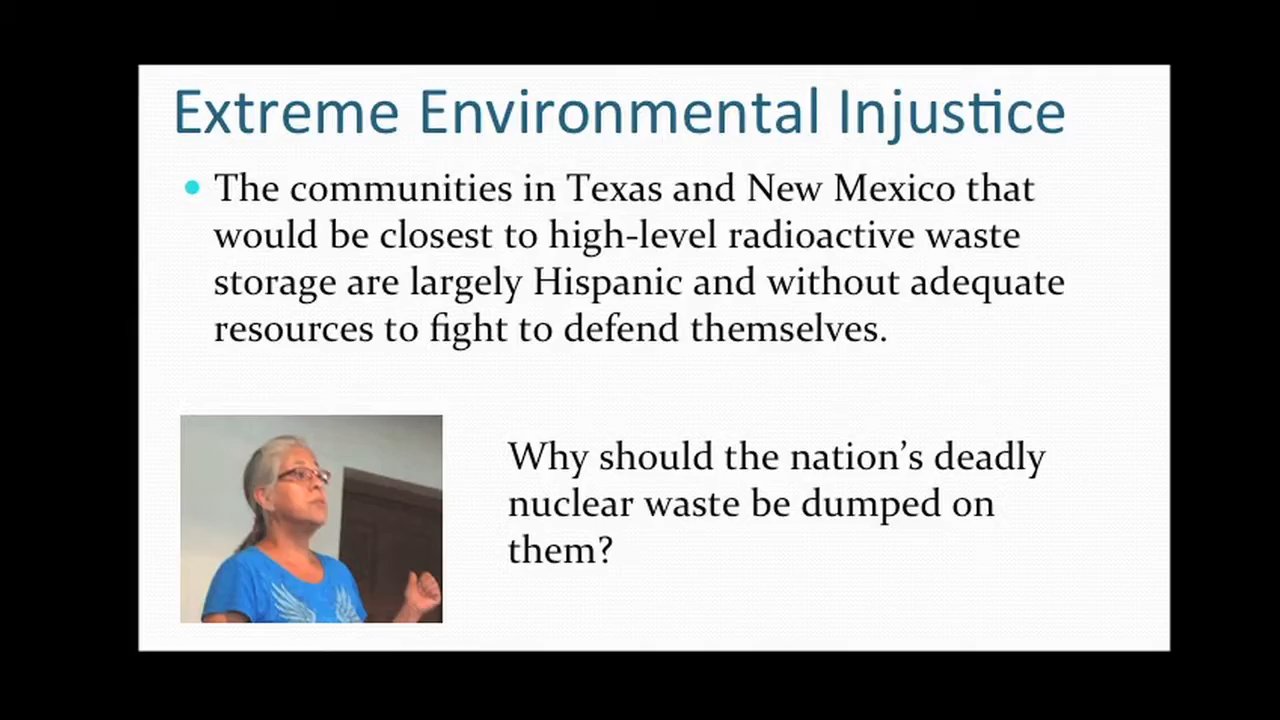 Extreme Environmental Injustice
• The communities in Texas and New Mexico that
would be closest to high-level radioactive waste
storage are largely Hispanic and without adequate
resources to fight to defend themselves.
Why should the nation’s deadly
nuclear waste be dumped on
them?